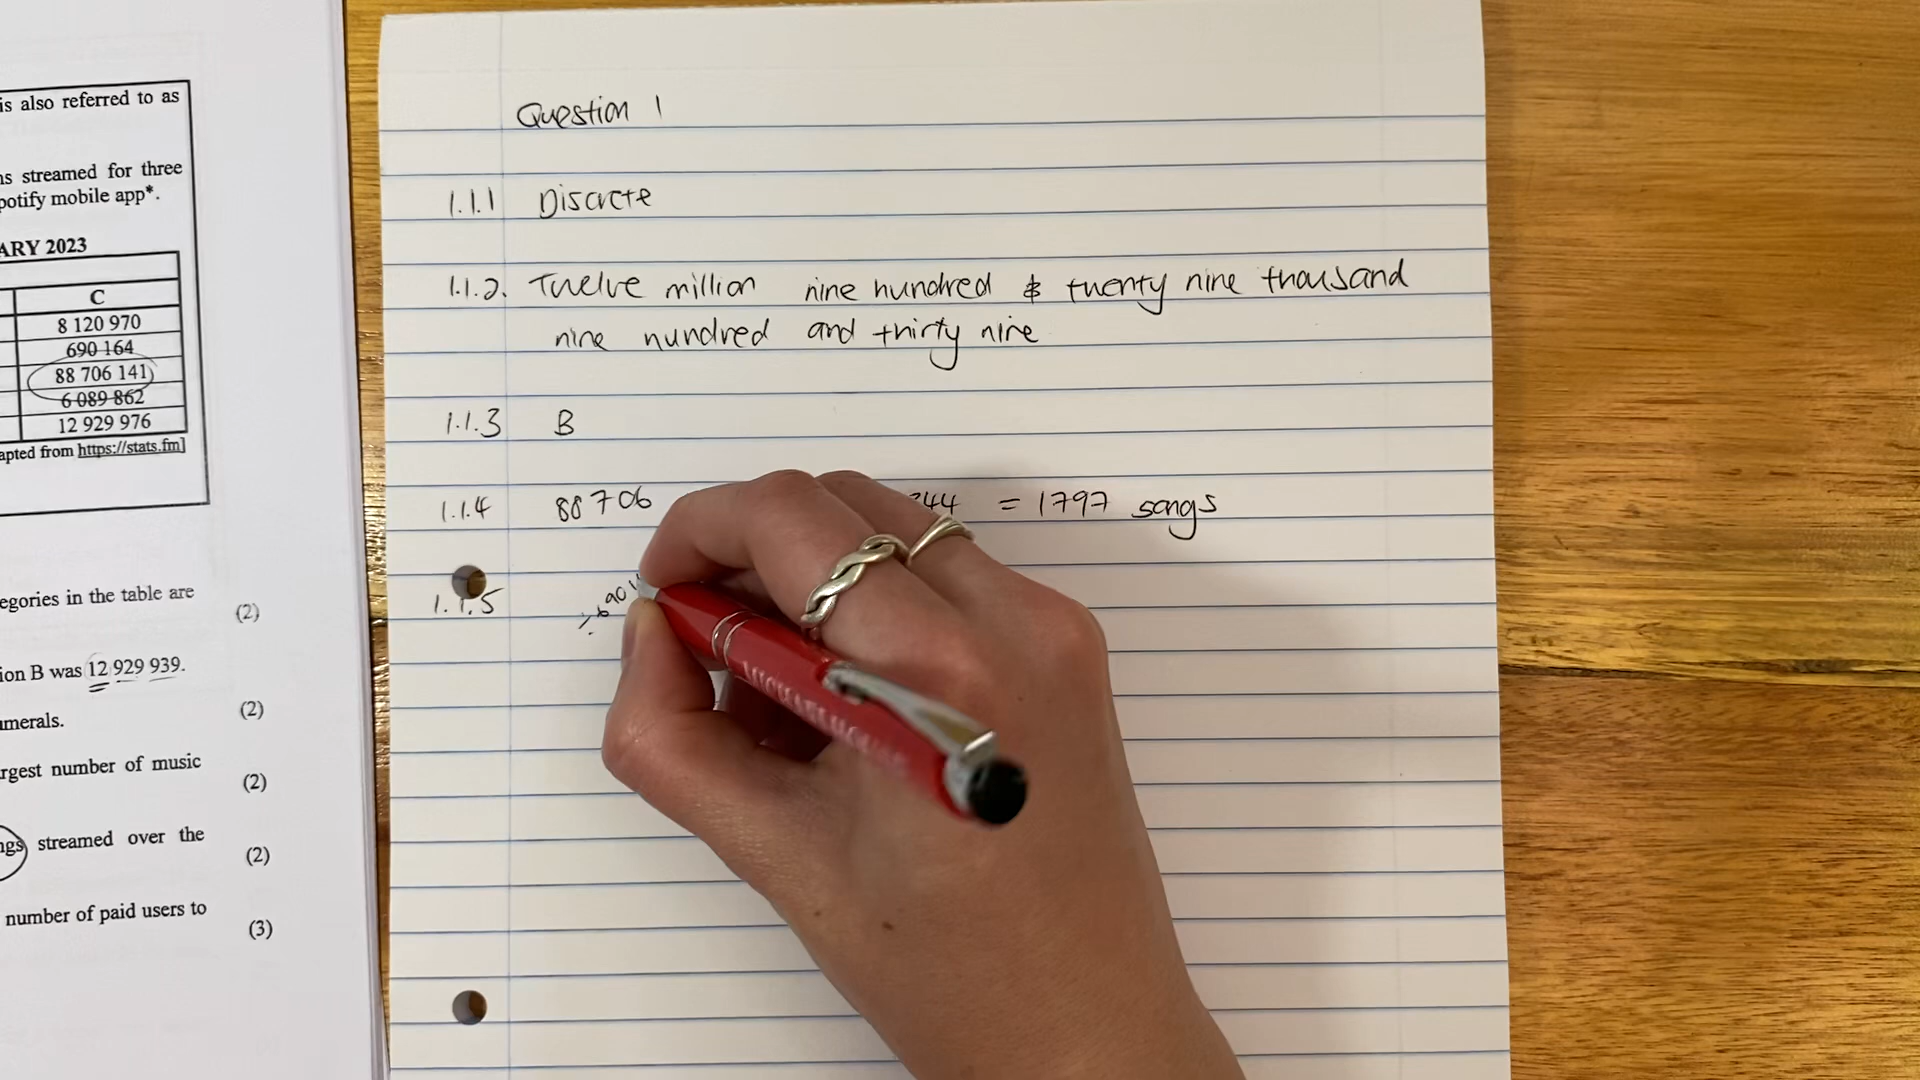 is also referred to as
streamed for three
potify mobile app*.
ARY 2023
C
8 120 970
690 164
88 706 141
6 089 862
12 929 976
apted from https://stats.fm]
egories in the table are
(2)
ion B was 12 929 939.
(2)
umerals.
rgest number of music
(2)
ngs streamed over the
(2)
number of paid users to
(3)
Question 1
1.1.1 Discrete
1.1.2. Twelve million nine hundred & twenty nine thousand
nine hundred and thirty nine
1.1.3 B
1.1.4 88706 344 = 1797 songs
1.1.5